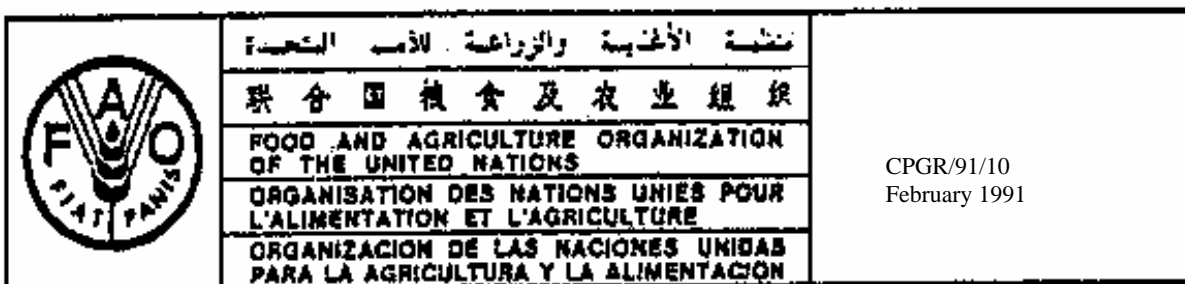 FAO
FIAT PANIS
منظمة الأغذية والزراعة للأمم المتحدة
联合国粮食及农业组织
FOOD AND AGRICULTURE ORGANIZATION
OF THE UNITED NATIONS
ORGANISATION DES NATIONS UNIES POUR
L'ALIMENTATION ET L'AGRICULTURE
ORGANIZACION DE LAS NACIONES UNIDAS
PARA LA AGRICULTURA Y LA ALIMENTACION
CPGR/91/10
February 1991